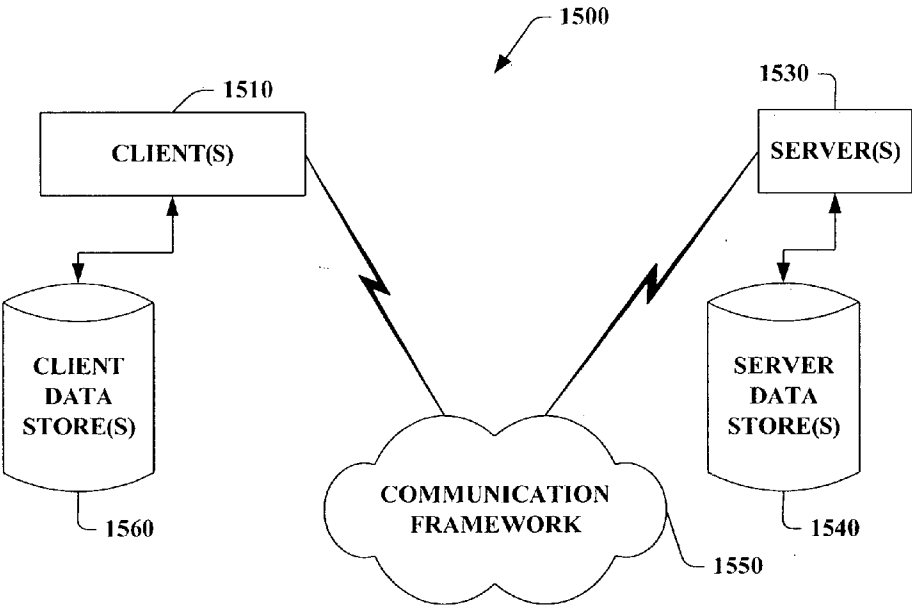 1500
1510
1530
CLIENT(S)
SERVER(S)
CLIENT
DATA
STORE(S)
SERVER
DATA
STORE(S)
COMMUNICATION
FRAMEWORK
1560
1540
1550